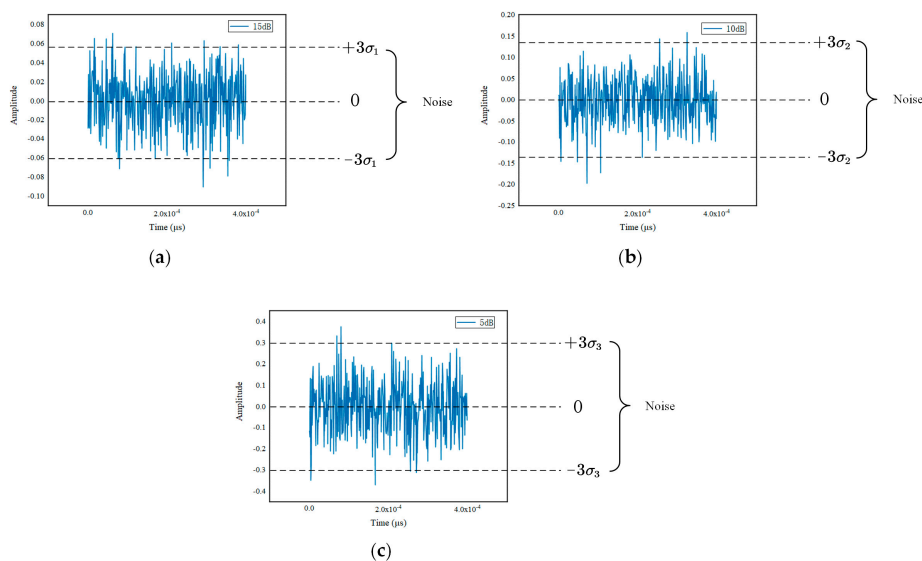 0.08
0.06
0.04
0.02
0.00
-0.02
-0.04
-0.06
-0.08
-0.10
Amplitude
15dB
0.0
2.0x10⁻⁴
4.0x10⁻⁴
Time (μs)
+3σ₁
0
−3σ₁
Noise
(a)
0.20
0.15
0.10
0.05
0.00
-0.05
-0.10
-0.15
-0.20
-0.25
Amplitude
10dB
0.0
2.0x10⁻⁴
4.0x10⁻⁴
Time (μs)
+3σ₂
0
−3σ₂
Noise
(b)
0.4
0.3
0.2
0.1
0.0
-0.1
-0.2
-0.3
-0.4
Amplitude
5dB
0.0
2.0x10⁻⁴
4.0x10⁻⁴
Time (μs)
+3σ₃
0
−3σ₃
Noise
(c)